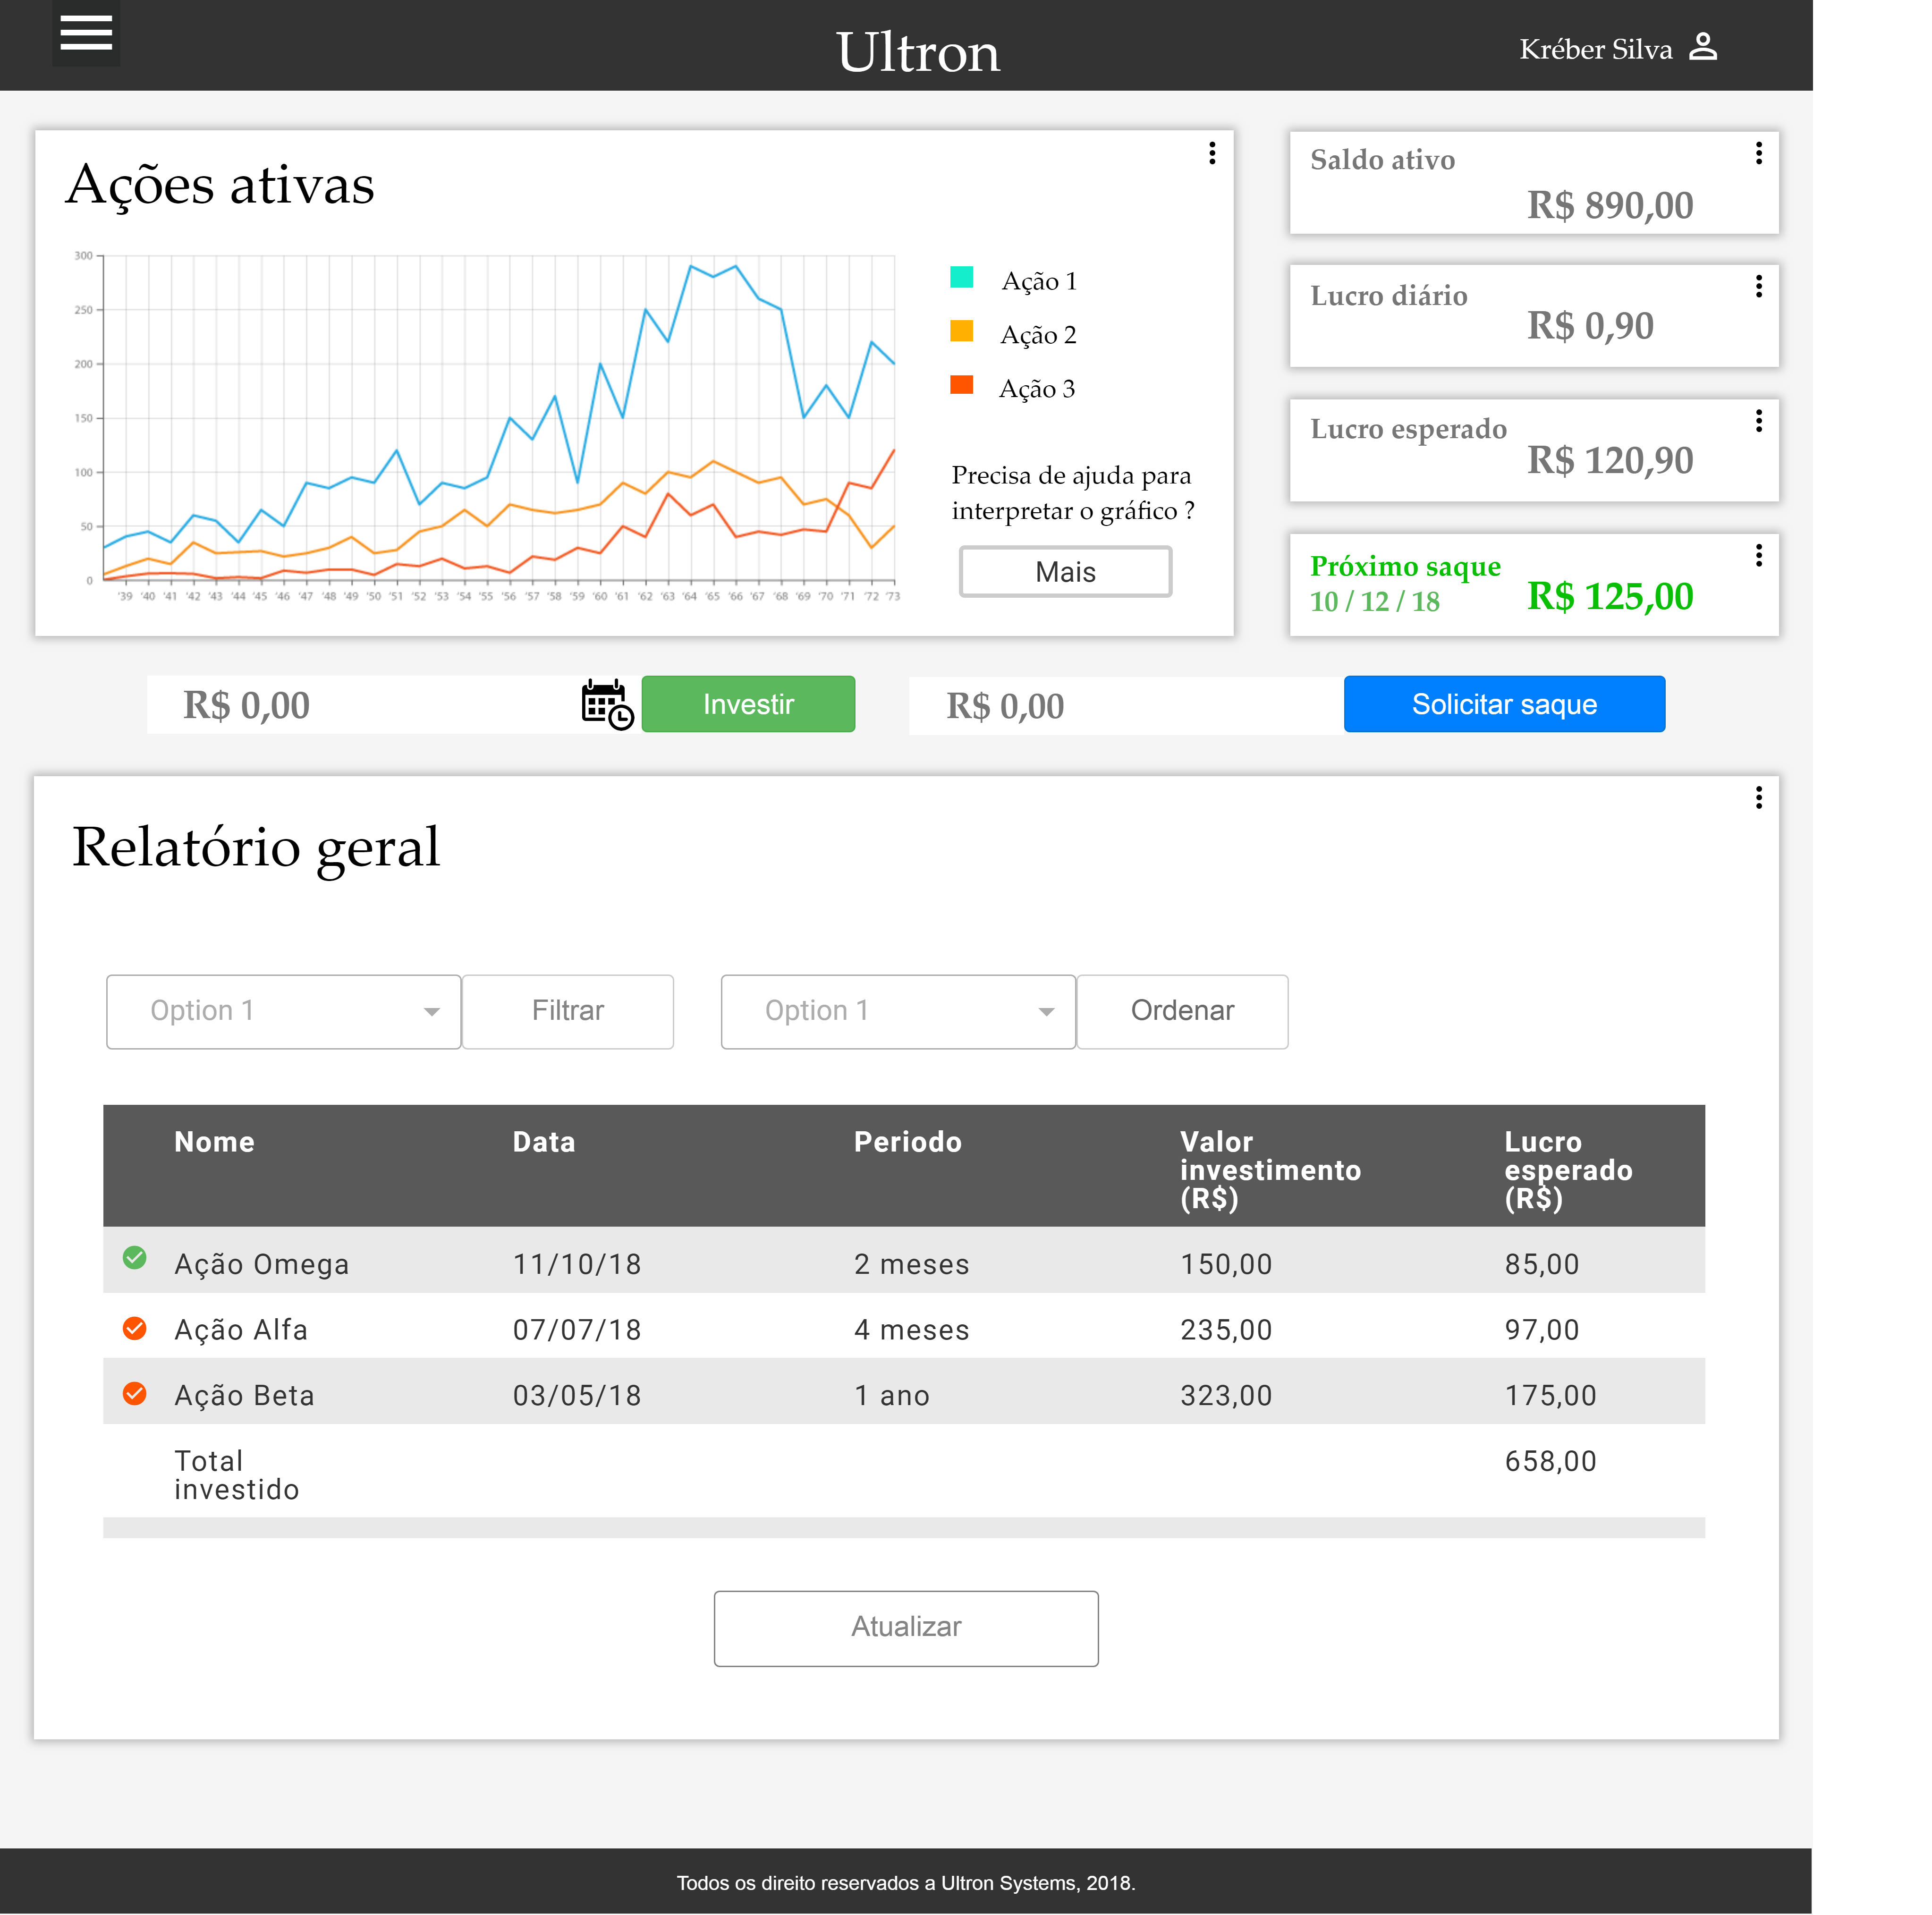 Ultron
Kréber Silva
Ações ativas
300
250
200
150
100
50
0
'39 '40 '41 '42 '43 '44 '45 '46 '47 '48 '49 '50 '51 '52 '53 '54 '55 '56 '57 '58 '59 '60 '61 '62 '63 '64 '65 '66 '67 '68 '69 '70 '71 '72 '73
Ação 1
Ação 2
Ação 3
Precisa de ajuda para
interpretar o gráfico ?
Mais
Saldo ativo
R$ 890,00
Lucro diário
R$ 0,90
Lucro esperado
R$ 120,90
Próximo saque
10 / 12 / 18
R$ 125,00
R$ 0,00
Investir
R$ 0,00
Solicitar saque
Relatório geral
Option 1
Filtrar
Option 1
Ordenar
Nome
Data
Periodo
Valor
investimento
(R$)
Lucro
esperado
(R$)
Ação Omega 11/10/18 2 meses 150,00 85,00
Ação Alfa 07/07/18 4 meses 235,00 97,00
Ação Beta 03/05/18 1 ano 323,00 175,00
Total
investido
658,00
Atualizar
Todos os direito reservados a Ultron Systems, 2018.